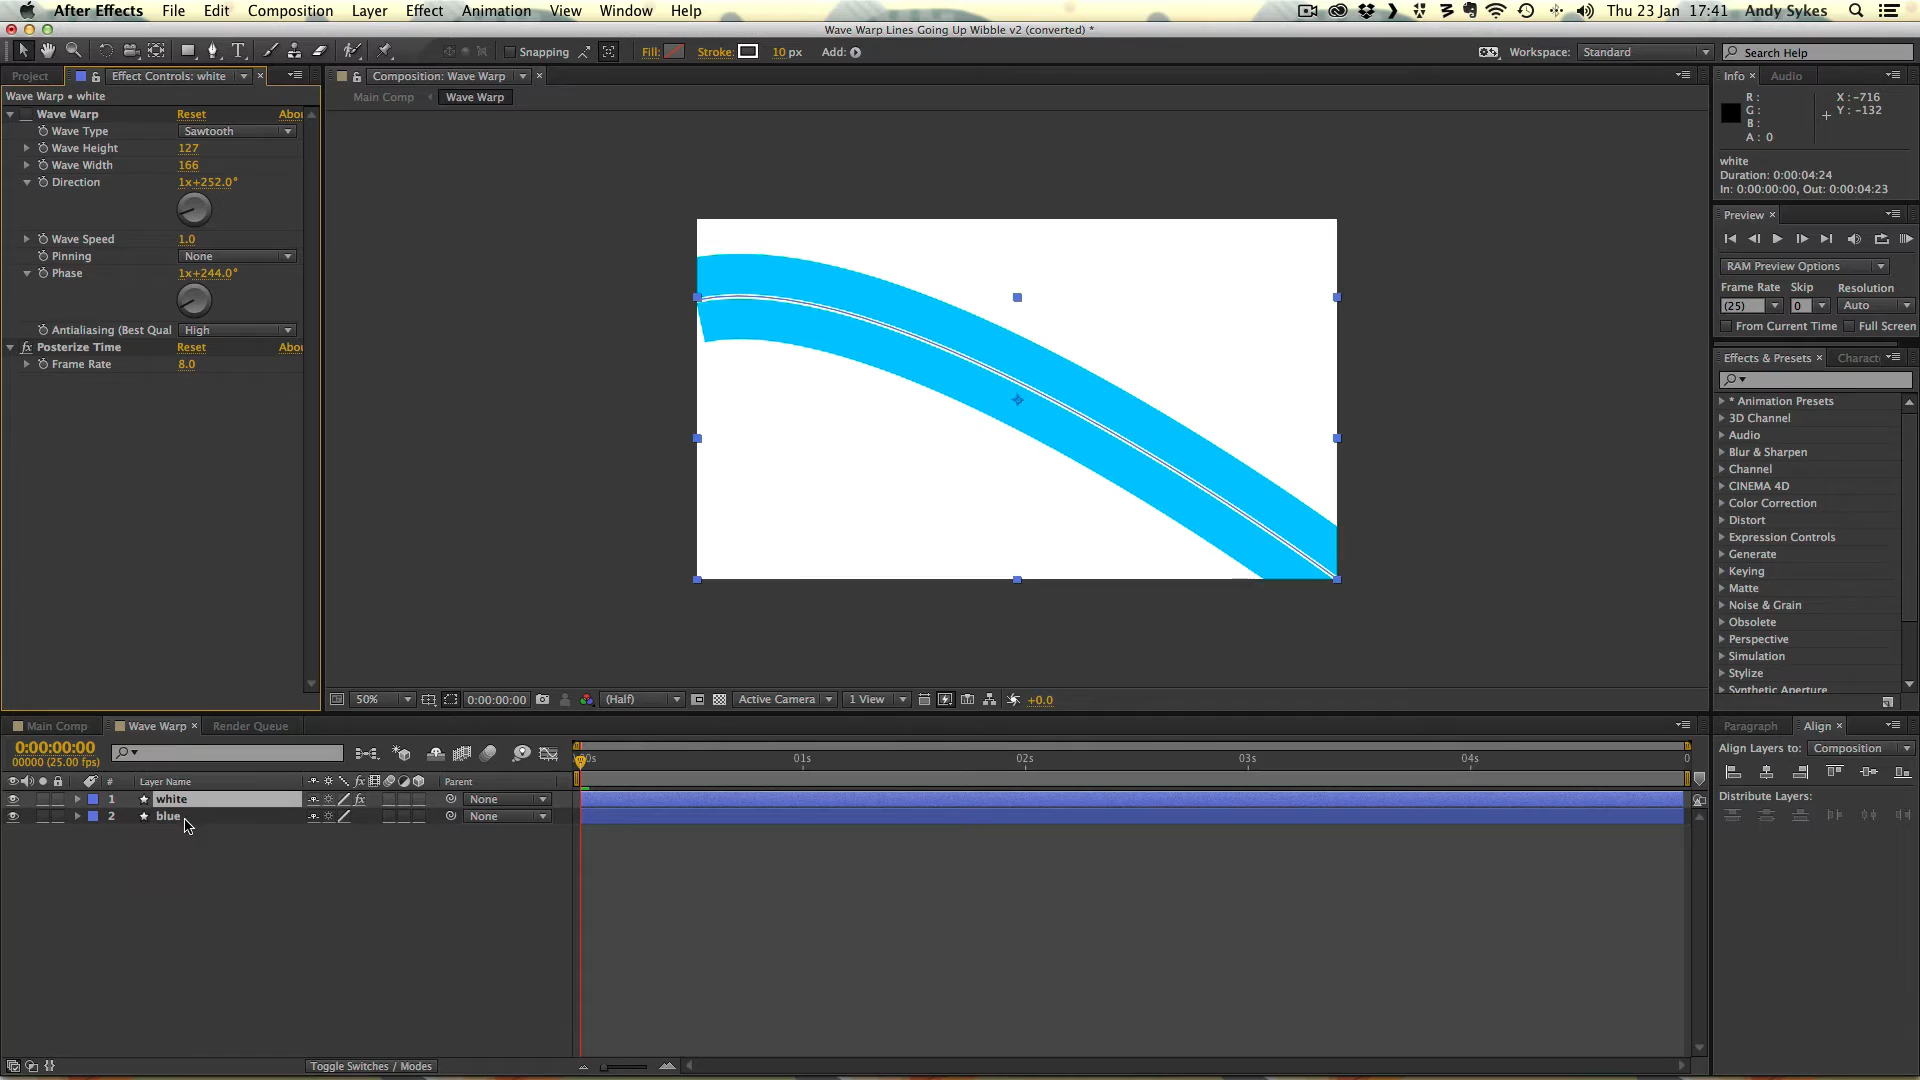 After Effects File Edit Composition Layer Effect Animation View Window Help Thu 23 Jan 17:41 Andy Sykes
Wave Warp Lines Going Up Wibble v2 (converted) *
Snapping Fill: Stroke: 10 px Add: Workspace: Standard Search Help
Project Effect Controls: white Composition: Wave Warp Info Audio
Wave Warp • white Main Comp Wave Warp
Wave Warp Reset Abou
Wave Type Sawtooth
Wave Height 127
Wave Width 166
Direction 1x+252.0°
Wave Speed 1.0
Pinning None
Phase 1x+244.0°
Antialiasing (Best Qual High
Posterize Time Reset Abou
Frame Rate 8.0
R : X : -716
G : Y : -132
B :
A : 0
white
Duration: 0:00:04:24
In: 0:00:00:00, Out: 0:00:04:23
Preview
RAM Preview Options
Frame Rate Skip Resolution
(25) 0 Auto
From Current Time Full Screen
Effects & Presets Charact
* Animation Presets
3D Channel
Audio
Blur & Sharpen
Channel
CINEMA 4D
Color Correction
Distort
Expression Controls
Generate
Keying
Matte
Noise & Grain
Obsolete
Perspective
Simulation
Stylize
Synthetic Aperture
50% 0:00:00:00 (Half) Active Camera 1 View +0.0
Main Comp Wave Warp Render Queue
0:00:00:00
00000 (25.00 fps)
01s 02s 03s 04s
# Layer Name Parent
1 white None
2 blue None
Toggle Switches / Modes
Paragraph Align
Align Layers to: Composition
Distribute Layers: